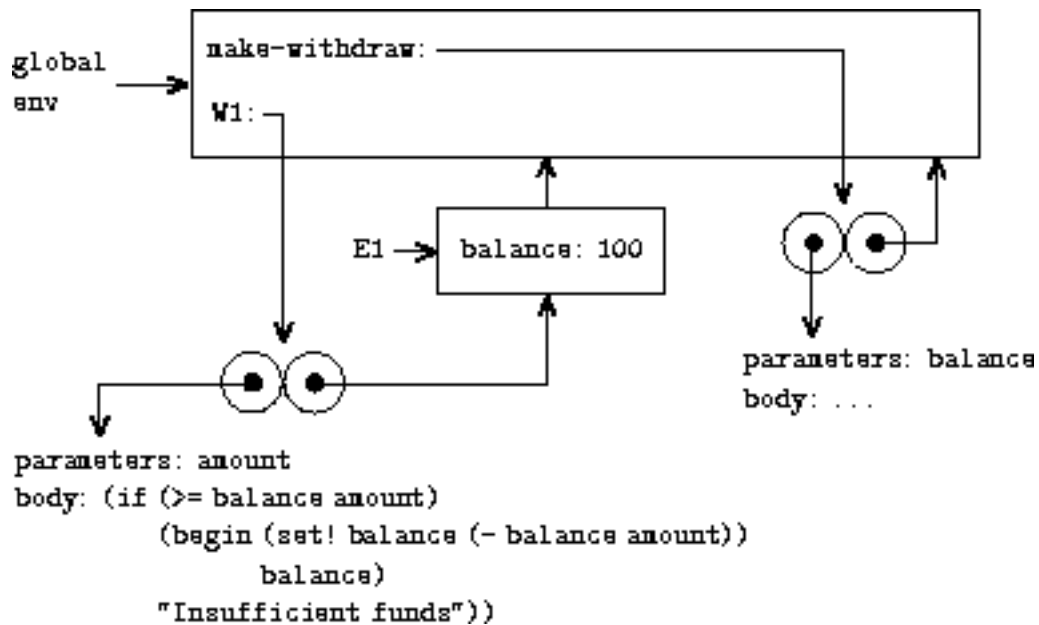 make-withdraw:
global
env
W1:
E1
balance: 100
parameters: balance
body: ...
parameters: amount
body: (if (>= balance amount)
(begin (set! balance (- balance amount))
balance)
"Insufficient funds"))